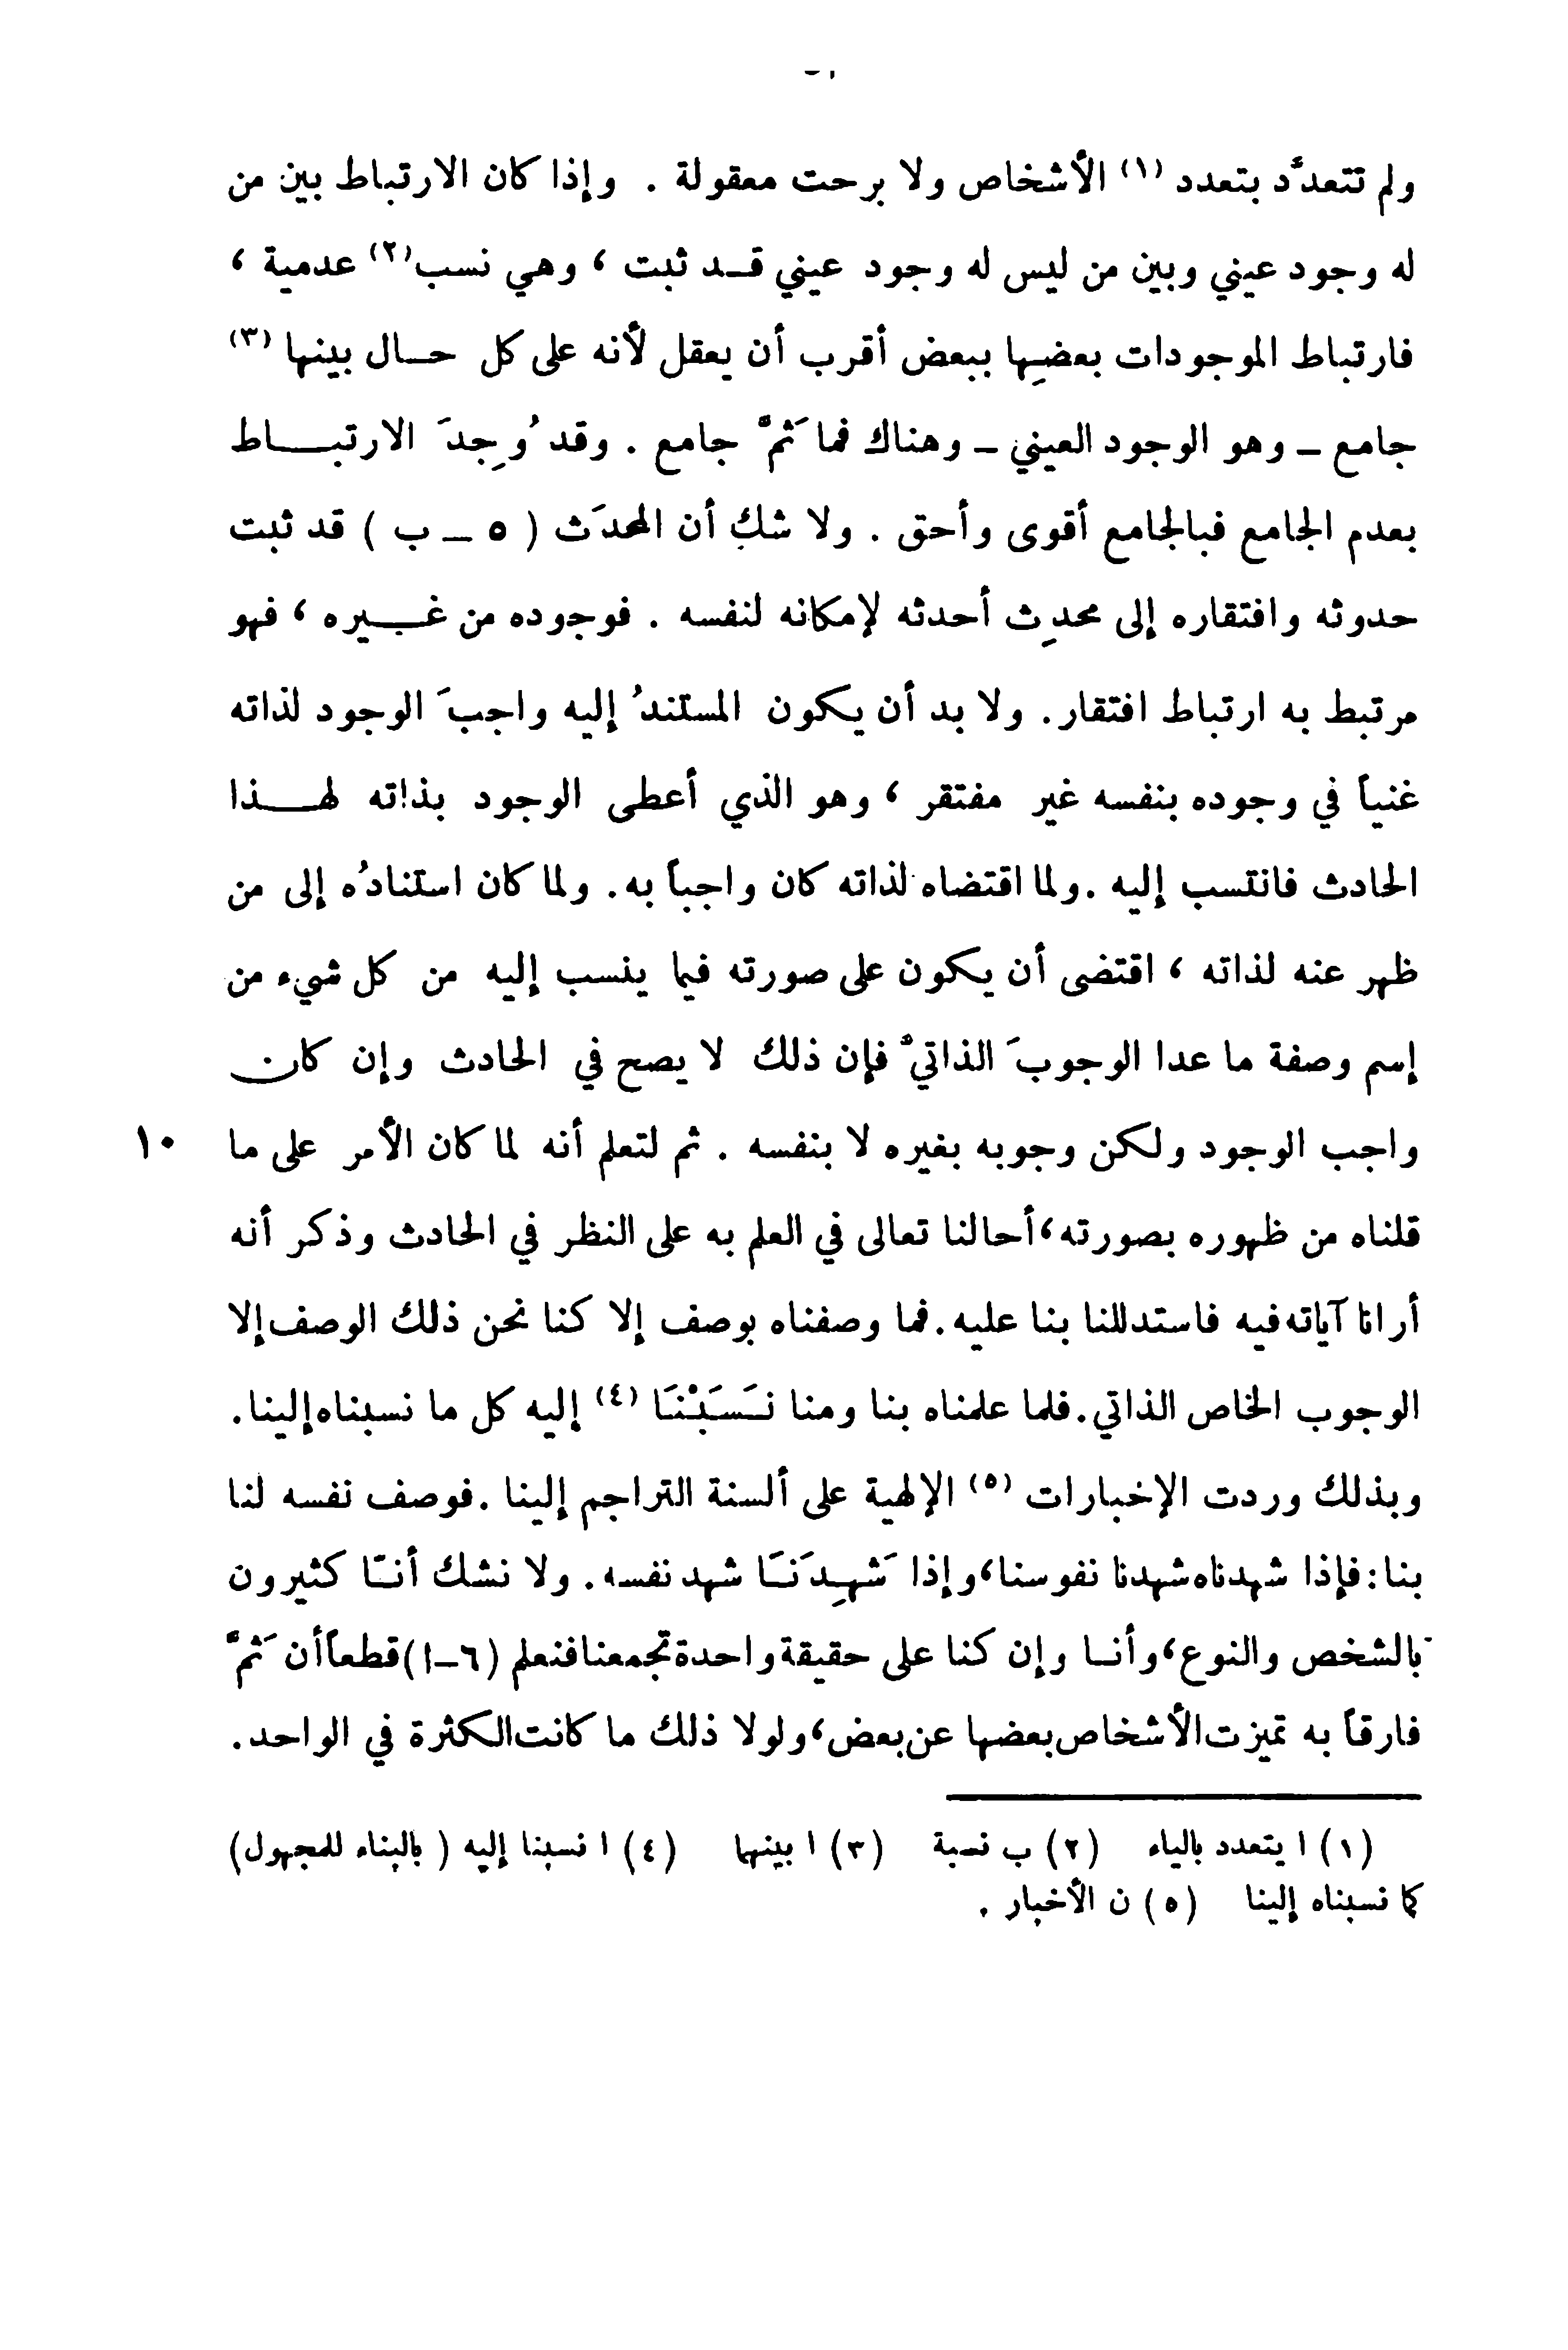 ولم تتعدَّد بتعدد (١) الأشخاص ولا برحت معقولة . وإذا كان الارتباط بين من
له وجود عيني وبين من ليس له وجود عيني قـد ثبت ، وهي نسب(٢) عدمية ،
فارتباط الموجودات بعضِها ببعض أقرب أن يعقل لأنه على كل حـال بينها (٣)
جامع ـ وهو الوجود العيني ـ وهناك فما ثَمَّ جامع . وقد وُجِدَ الارتبـــاط
بعدم الجامع فبالجامع أقوى وأحق . ولا شك أن المحدَث ( ٥ ــ ب ) قد ثبت
حدوثه وافتقاره إلى محدِث أحدثه لإمكانه لنفسه . فوجوده من غـــيره ، فهو
مرتبط به ارتباط افتقار. ولا بد أن يكون المستندُ إليه واجبَ الوجود لذاته
غنياً في وجوده بنفسه غير مفتقر ، وهو الذي أعطى الوجود بذاته لهـــذا
الحادث فانتسب إليه .ولما اقتضاه لذاته كان واجباً به. ولما كان استنادُه إلى من
ظهر عنه لذاته ، اقتضى أن يكون على صورته فيما ينسب إليه من كل شيء من
إسم وصفة ما عدا الوجوبَ الذاتيَّ فإن ذلك لا يصح في الحادث وإن كان
واجب الوجود ولكن وجوبه بغيره لا بنفسه . ثم لتعلم أنه لما كان الأمر على ما ١٠
قلناه من ظهوره بصورته،أحالنا تعالى في العلم به على النظر في الحادث وذكر أنه
أرانا آياته فيه فاستدللنا بنا عليه.فما وصفناه بوصف إلا كنا نحن ذلك الوصف إلا
الوجوب الخاص الذاتي.فلما علمناه بنا ومنا نَسَبْنَا (٤) إليه كل ما نسبناه إلينا.
وبذلك وردت الإخبارات (٥) الإلهية على ألسنة التراجم إلينا .فوصف نفسه لنا
بنا:فإذا شهدناه شهدنا نفوسنا،وإذا شَهِدَنَا شهد نفسه. ولا نشك أنـّا كثيرون
بالشخص والنوع،وأنـا وإن كنا على حقيقة واحدة تجمعنا فنعلم (٦–ا)قطعاً أن ثَمَّ
فارقاً به تميزت الأشخاص بعضها عن بعض،ولولا ذلك ما كانت الكثرة في الواحد.
(١) ا يتعدد بالياء (٢) ب نسبة (٣) ا بينهما (٤) ا نسبنا إليه ( بالبناء للمجهول)
كما نسبناه إلينا (٥) ن الأخبار .